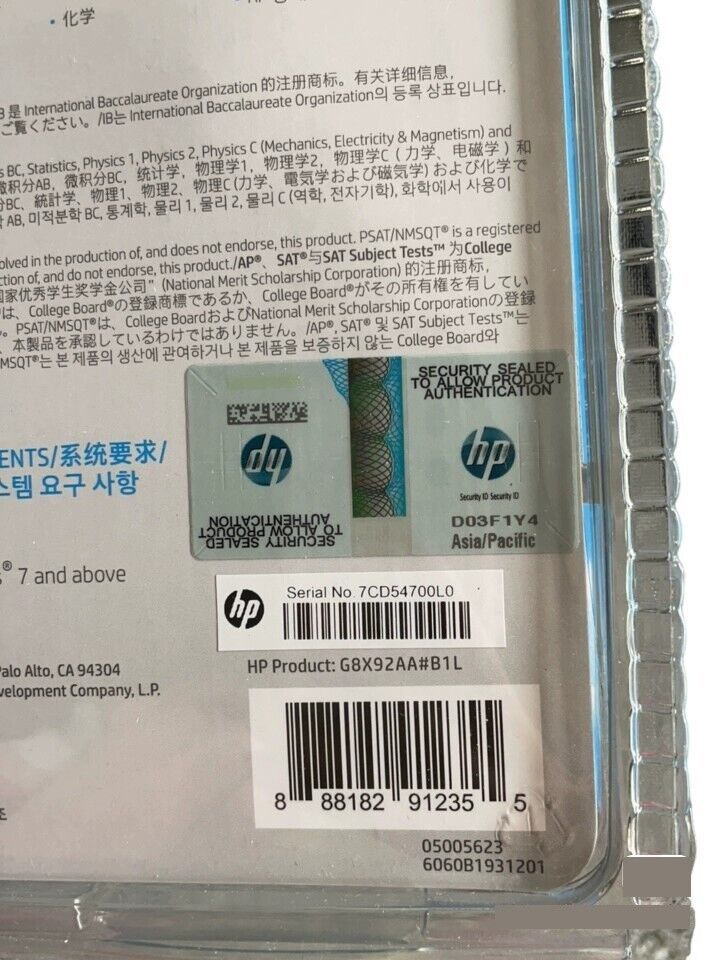 • 化学
B 是 International Baccalaureate Organization 的注册商标。有关详细信息，
ご覧ください。/IB는 International Baccalaureate Organization의 등록 상표입니다.
s BC, Statistics, Physics 1, Physics 2, Physics C (Mechanics, Electricity & Magnetism) and
微积分AB，微积分BC，统计学，物理学1，物理学2，物理学C（力学、电磁学）和
分BC、統計学、物理1、物理2、物理C（力学、電気学および磁気学）および化学で
학 AB, 미적분학 BC, 통계학, 물리 1, 물리 2, 물리 C (역학, 전자기학), 화학에서 사용이
olved in the production of, and does not endorse, this product. PSAT/NMSQT® is a registered
ction of, and do not endorse, this product./AP®、SAT®与SAT Subject Tests™ 为College
国家优秀学生奖学金公司" (National Merit Scholarship Corporation) 的注册商标，
は、College Board®の登録商標であるか、College Board®がその所有権を有してい
。PSAT/NMSQT®は、College BoardおよびNational Merit Scholarship Corporationの登録
、本製品を承認しているわけではありません。/AP®, SAT® 및 SAT Subject Tests™는
MSQT®는 본 제품의 생산에 관여하거나 본 제품을 보증하지 않는 College Board와
SECURITY SEALED
TO ALLOW PRODUCT
AUTHENTICATION
hp
hp
Security ID Security ID
D03F1Y4
Asia/Pacific
SECURITY SEALED
TO ALLOW PRODUCT
AUTHENTICATION
ENTS/系统要求/
스템 요구 사항
® 7 and above
hp
Serial No. 7CD54700L0
HP Product: G8X92AA#B1L
Palo Alto, CA 94304
velopment Company, L.P.
8 88182 91235 5
05005623
6060B1931201